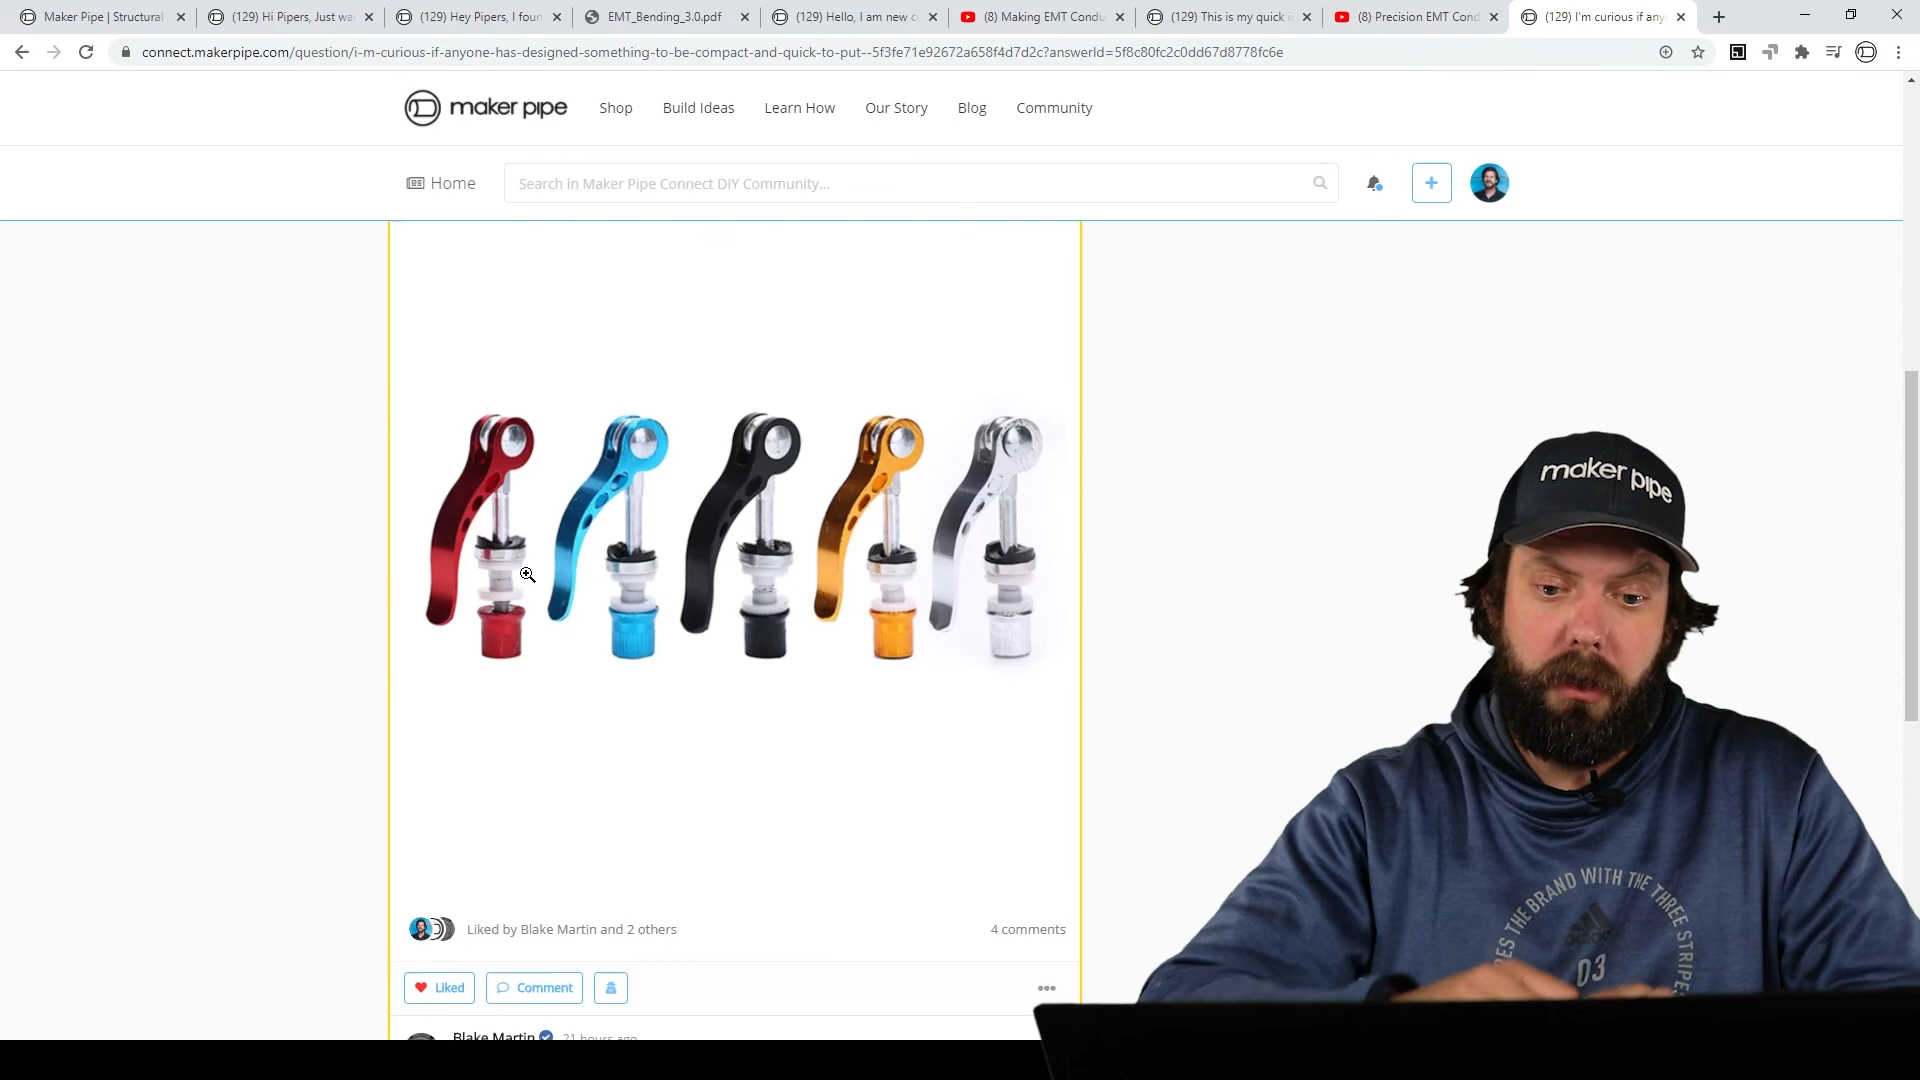 Maker Pipe | Structural
(129) Hi Pipers, Just wa
(129) Hey Pipers, I foun
EMT_Bending_3.0.pdf
(129) Hello, I am new c
(8) Making EMT Condu
(129) This is my quick i
(8) Precision EMT Cond
(129) I'm curious if any
connect.makerpipe.com/question/i-m-curious-if-anyone-has-designed-something-to-be-compact-and-quick-to-put--5f3fe71e92672a658f4d7d2c?answerId=5f8c80fc2c0dd67d8778fc6e
maker pipe Shop Build Ideas Learn How Our Story Blog Community
Home Search in Maker Pipe Connect DIY Community...
maker pipe
Liked by Blake Martin and 2 others 4 comments
Liked Comment
Blake Martin 21 hours ago
THE BRAND WITH THE THREE STRIPES
adidas
03